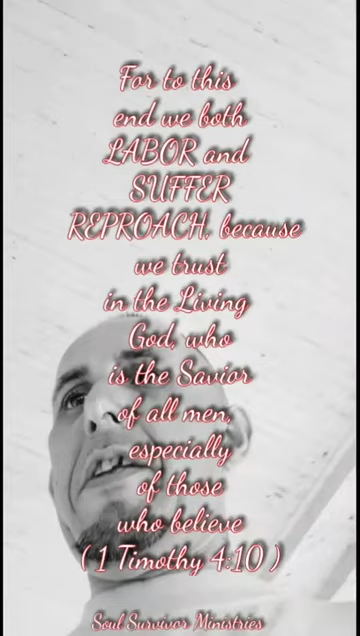 For to this
end we both
LABOR and
SUFFER
REPROACH, because
we trust
in the Living
God, who
is the Savior
of all men,
especially
of those
who believe
( 1 Timothy 4:10 )
Soul Survivor Ministries